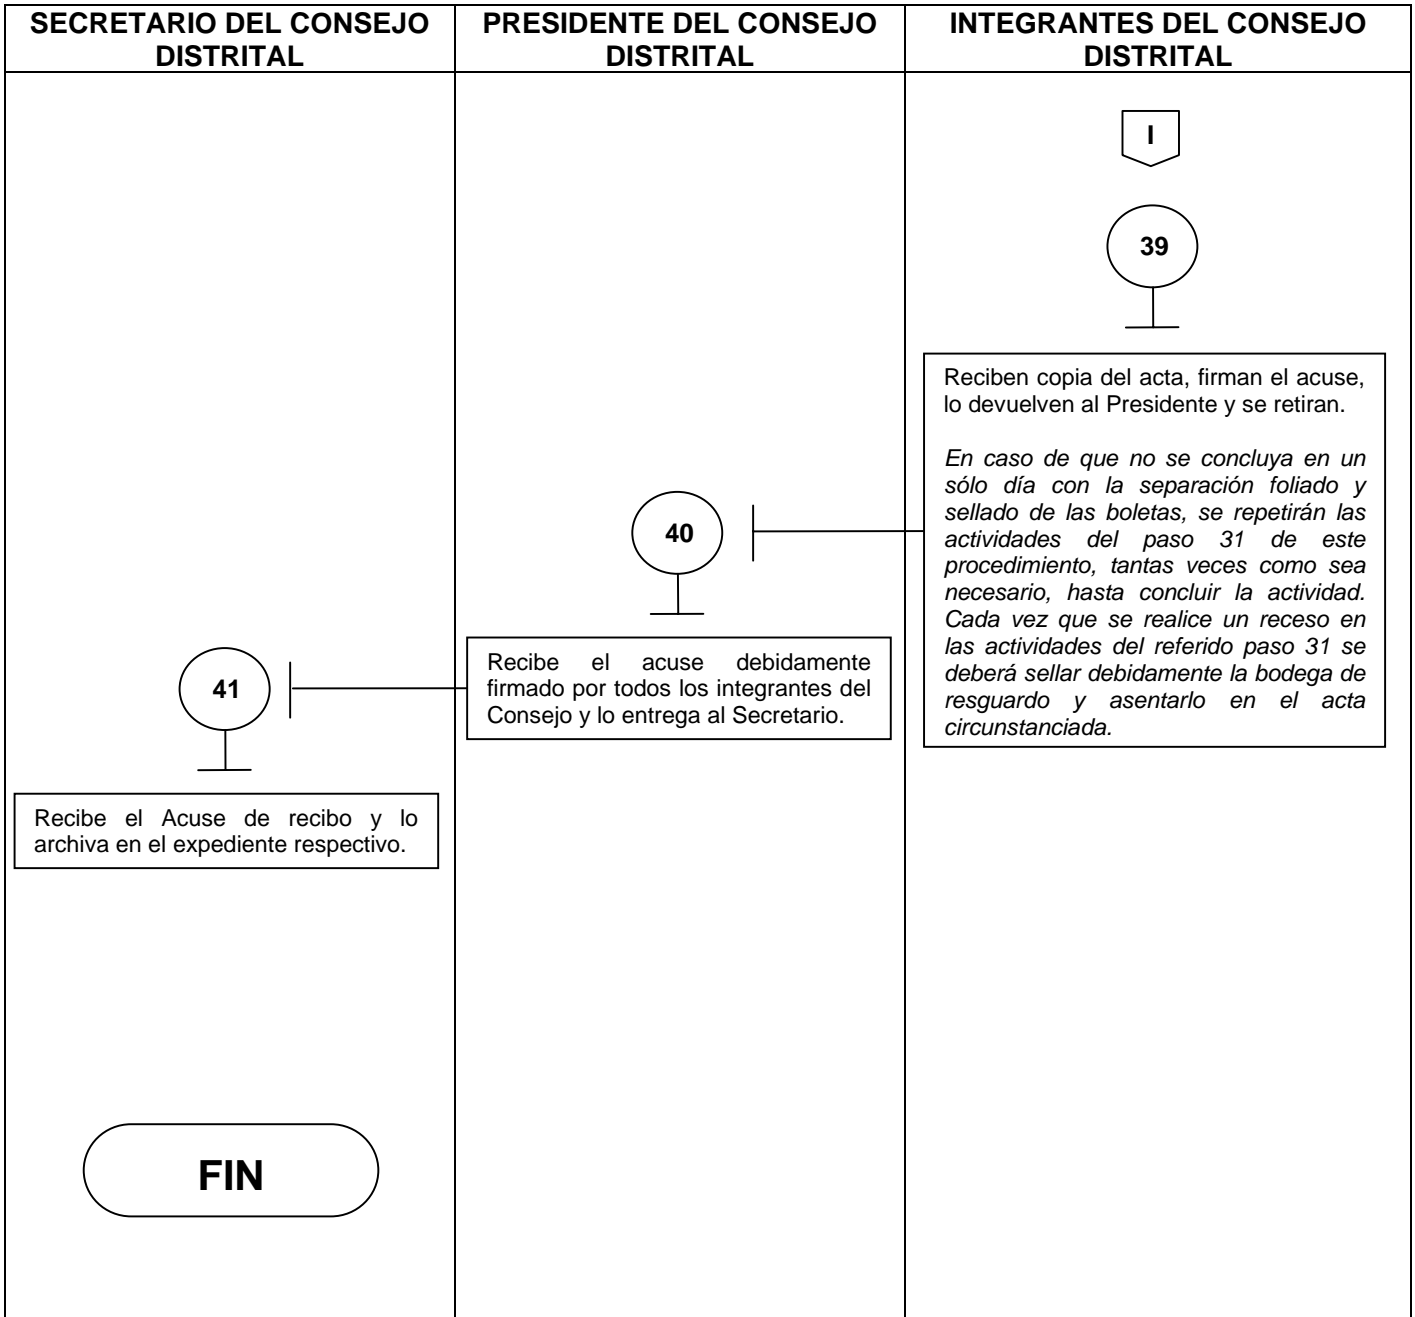 SECRETARIO DEL CONSEJO
DISTRITAL
PRESIDENTE DEL CONSEJO
DISTRITAL
INTEGRANTES DEL CONSEJO
DISTRITAL
I
39
Reciben copia del acta, firman el acuse,
lo devuelven al Presidente y se retiran.
En caso de que no se concluya en un
sólo día con la separación foliado y
sellado de las boletas, se repetirán las
actividades del paso 31 de este
procedimiento, tantas veces como sea
necesario, hasta concluir la actividad.
Cada vez que se realice un receso en
las actividades del referido paso 31 se
deberá sellar debidamente la bodega de
resguardo y asentarlo en el acta
circunstanciada.
40
Recibe el acuse debidamente
firmado por todos los integrantes del
Consejo y lo entrega al Secretario.
41
Recibe el Acuse de recibo y lo
archiva en el expediente respectivo.
FIN